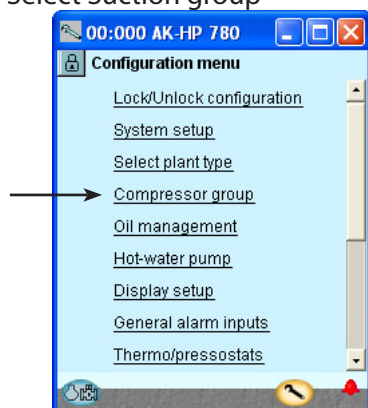 Select Suction group
00:000 AK-HP 780
Configuration menu
Lock/Unlock configuration
System setup
Select plant type
Compressor group
Oil management
Hot-water pump
Display setup
General alarm inputs
Thermo/pressostats